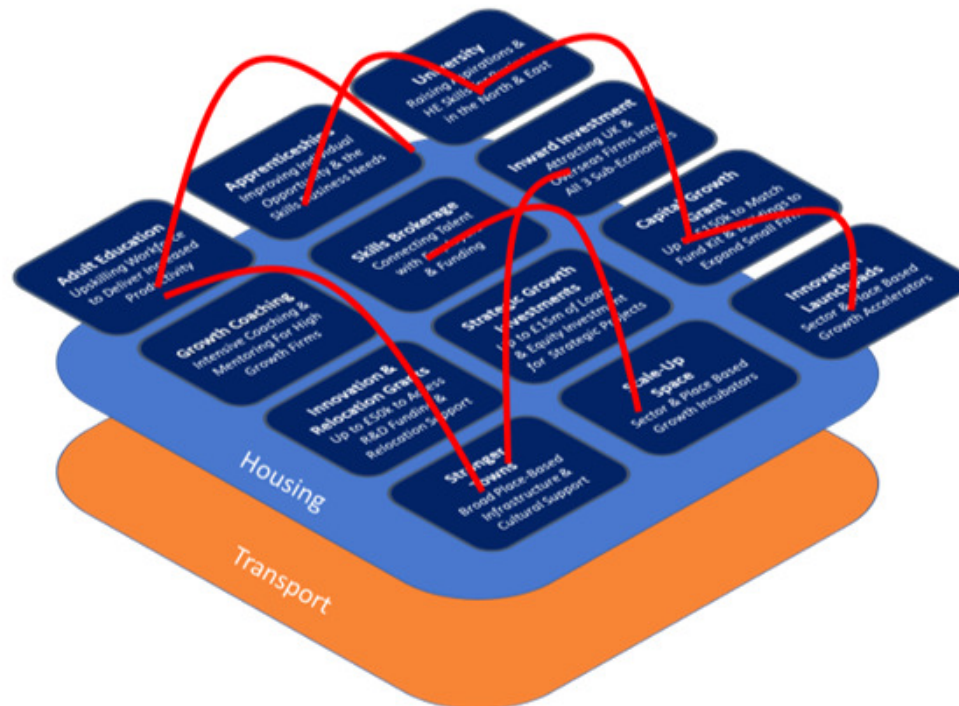 University
Raising Aspirations &
HE Skills for
in the North & East
Apprenticeships
Improving Individual
Opportunity & the
Skills Business Needs
Inward Investment
Attracting UK &
Overseas Firms into
All 3 Sub-Economies
Adult Education
Upskilling Workforce
to Deliver Increased
Productivity
Skills Brokerage
Connecting Talent
with Employers
& Funding
Capital Growth
Grant
Up to £150k to Match
Fund Kit & Buildings to
Expand Small Firms
Growth Coaching
Intensive Coaching &
Mentoring For High
Growth Firms
Strategic Growth
Investments
Up to £15m of Loans
& Equity Investment
for Strategic Projects
Innovation
Launchpads
Sector & Place Based
Growth Accelerators
Innovation &
Relocation Grants
Up to £50k to Access
R&D Funding &
Relocation Support
Scale-Up
Space
Sector & Place Based
Growth Incubators
Stronger
Towns
Broad Place-Based
Infrastructure &
Cultural Support
Housing
Transport